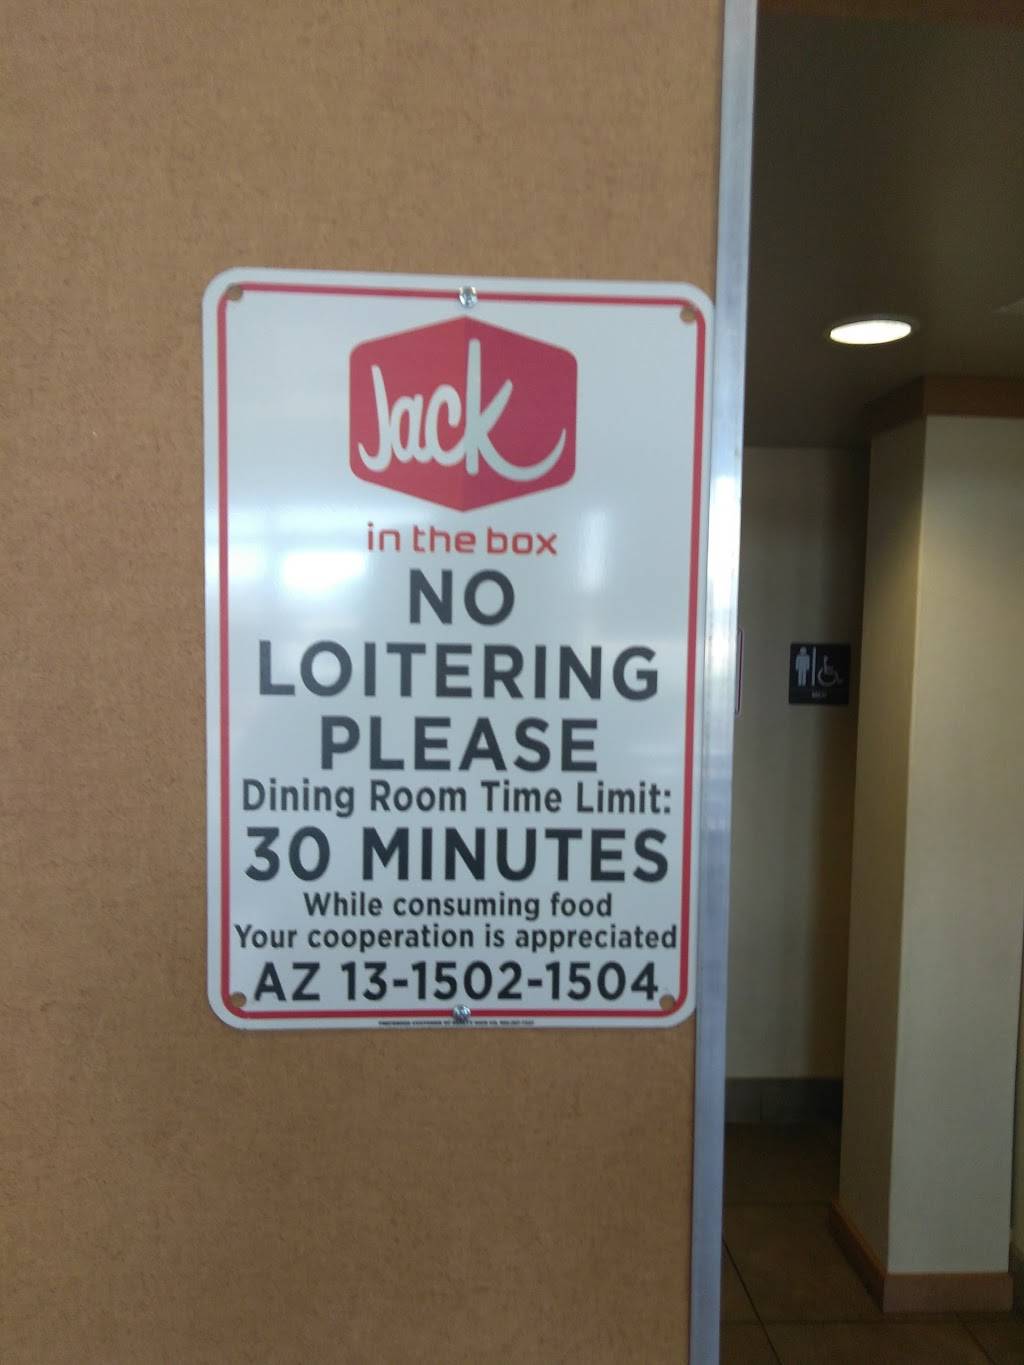 Jack
in the box
NO
LOITERING
PLEASE
Dining Room Time Limit:
30 MINUTES
While consuming food
Your cooperation is appreciated
AZ 13-1502-1504